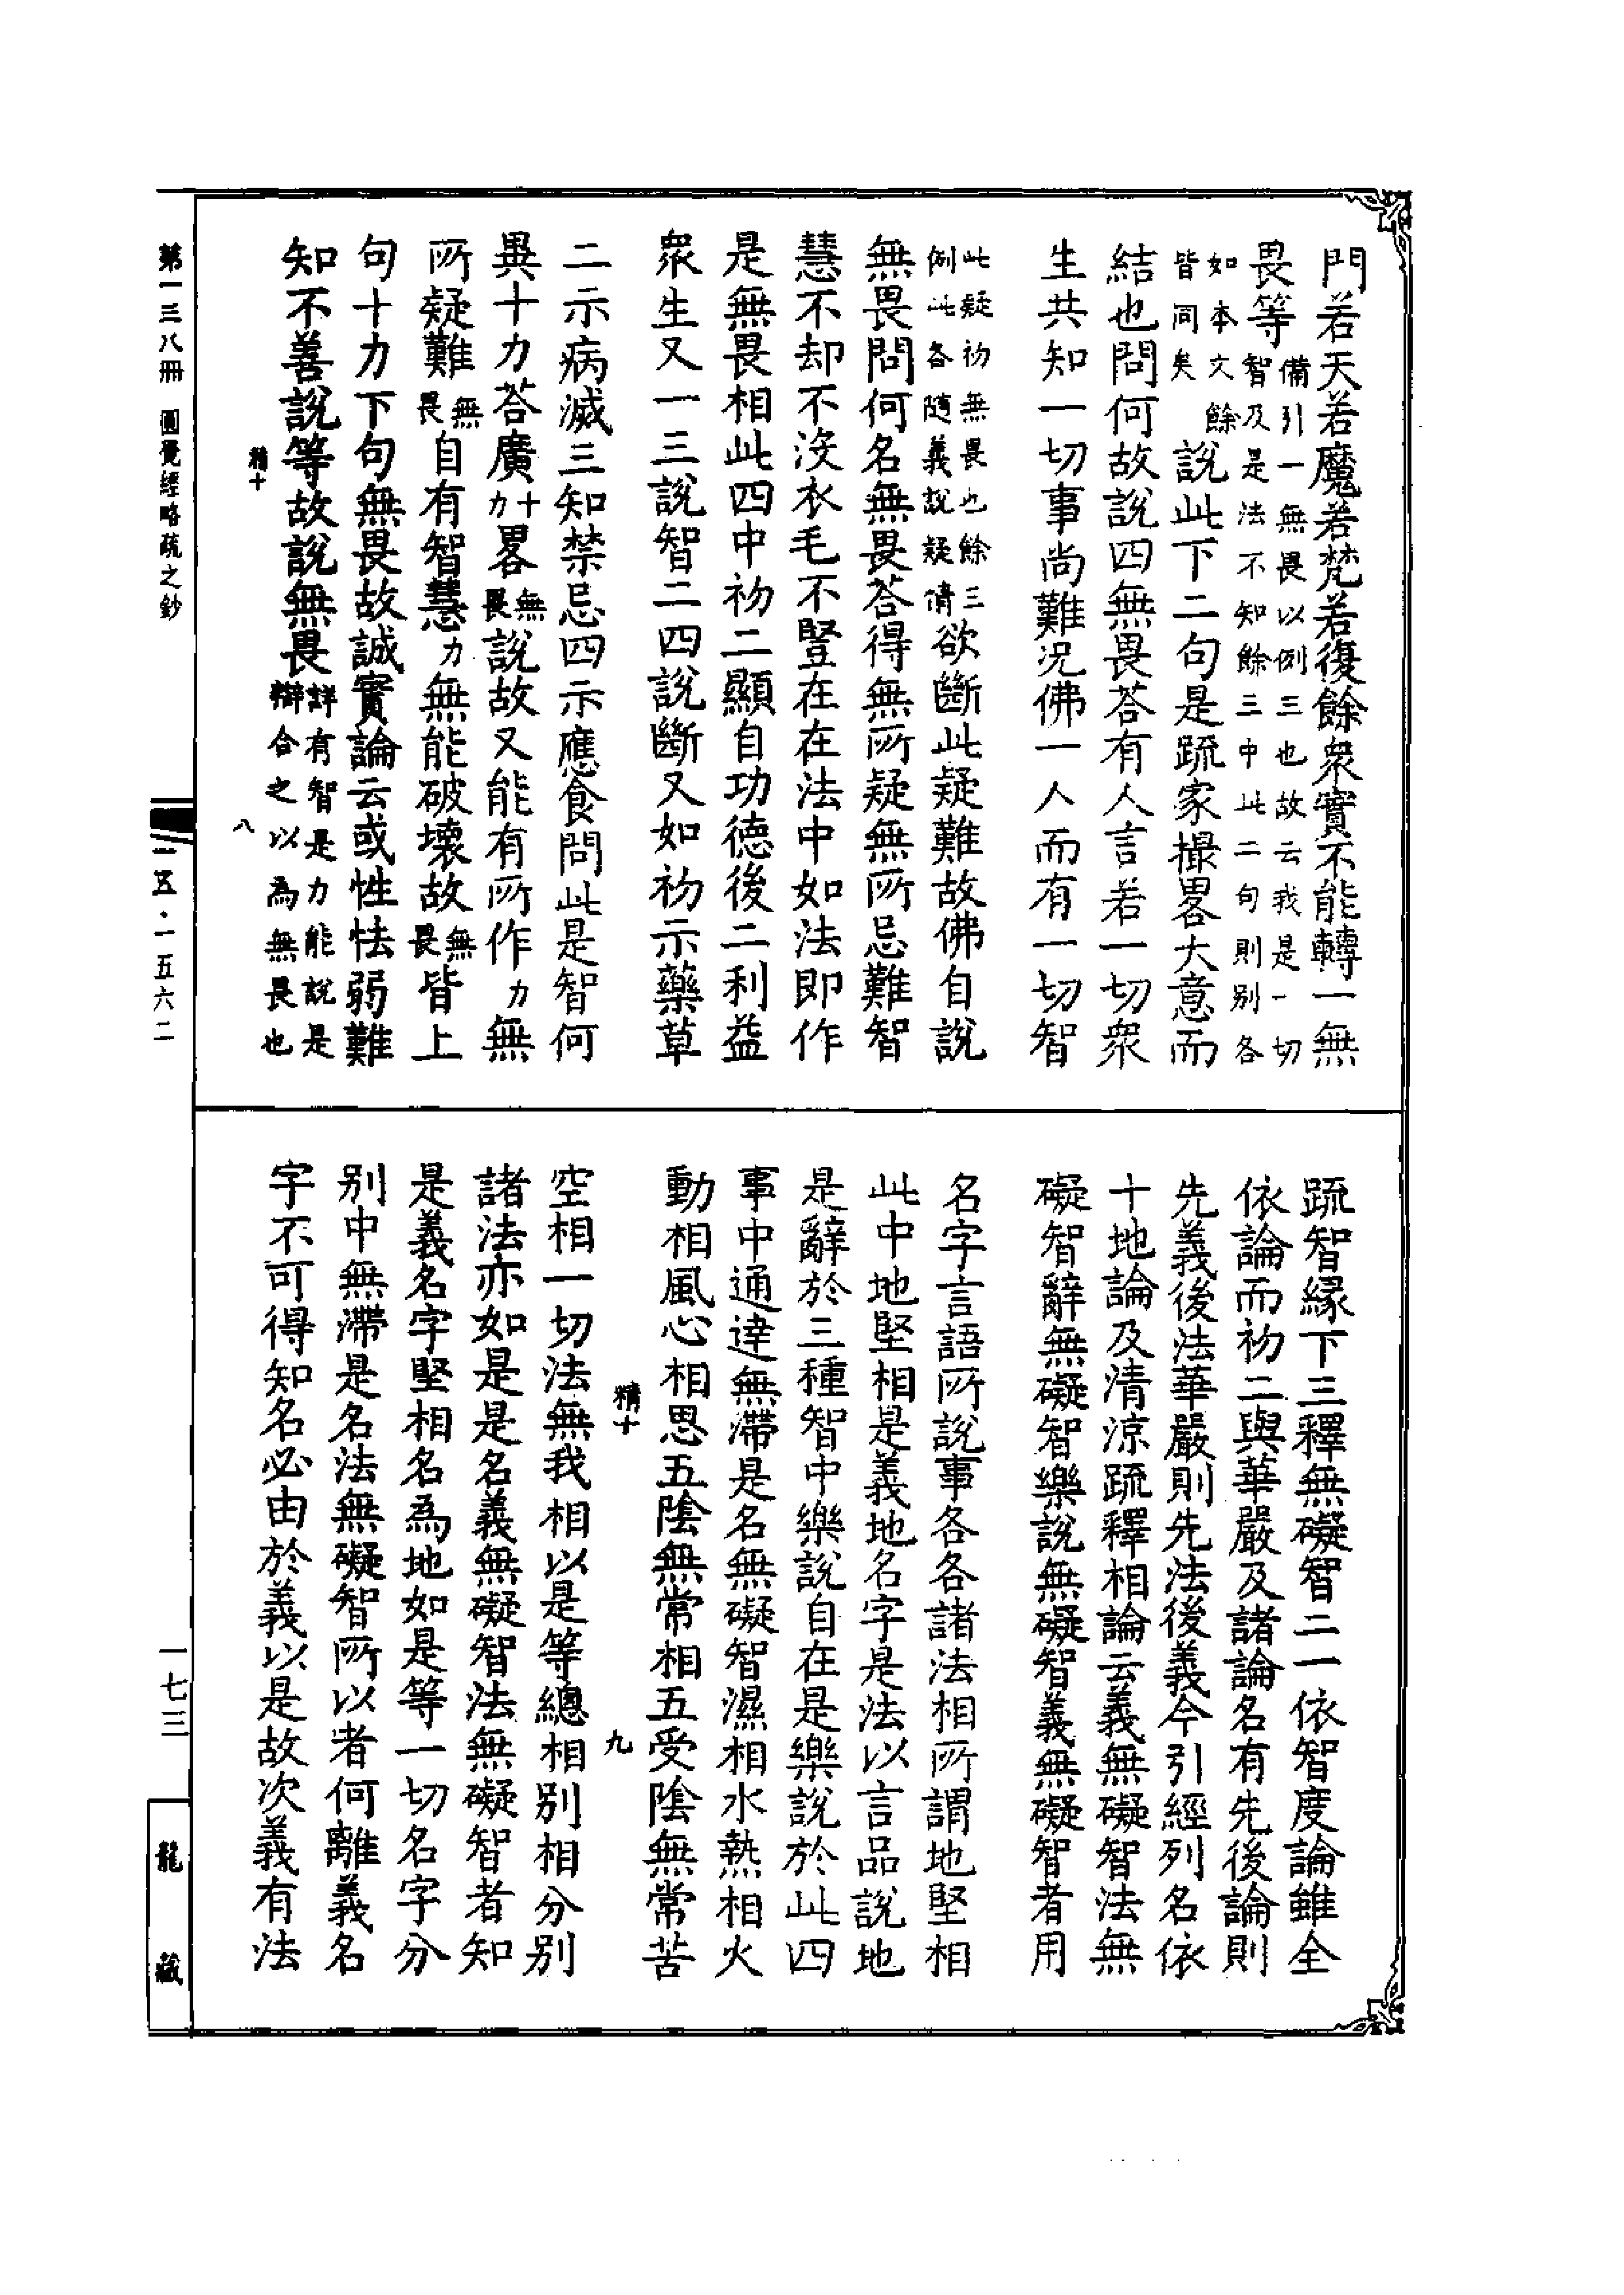 門若天若魔若梵若復餘衆實不能轉一無
畏等備引一無畏以例三也故云我是一切智及是法不知餘三中此二句則别各
如本文餘皆同矣說此下二句是疏家撮畧大意而
結也問何故說四無畏荅有人言若一切衆
生共知一切事尚難況佛一人而有一切智
此疑初無畏也餘三例此各隨義說疑情欲斷此疑難故佛自說
無畏問何名無畏荅得無所疑無所忌難智
慧不却不没衣毛不豎在在法中如法即作
是無畏相此四中初二顯自功德後二利益
衆生又一三說智二四說斷又如初示藥草
二示病滅三知禁忌四示應食問此是智何
異十力荅廣十力畧無畏說故又能有所作力無
所疑難無畏自有智慧力無能破壞故無畏皆上
句十力下句無畏故誠實論云或性怯弱難
知不善說等故說無畏詳有智是力能說是辯合之以為無畏也
精十
八
疏智緣下三釋無礙智二一依智度論雖全
依論而初二與華嚴及諸論名有先後論則
先義後法華嚴則先法後義今引經列名依
十地論及清涼疏釋相論云義無礙智法無
礙智辭無礙智樂說無礙智義無礙智者用
名字言語所說事各各諸法相所謂地堅相
此中地堅相是義地名字是法以言品說地
是辭於三種智中樂說自在是樂說於此四
事中通達無滯是名無礙智濕相水熱相火
動相風心相思五陰無常相五受陰無常苦
精十
九
空相一切法無我相以是等總相別相分別
諸法亦如是是名義無礙智法無礙智者知
是義名字堅相名為地如是等一切名字分
別中無滯是名法無礙智所以者何離義名
字不可得知名必由於義以是故次義有法
第一三八冊 圓覺經略疏之鈔
一五·一五六二
一七三
龍藏